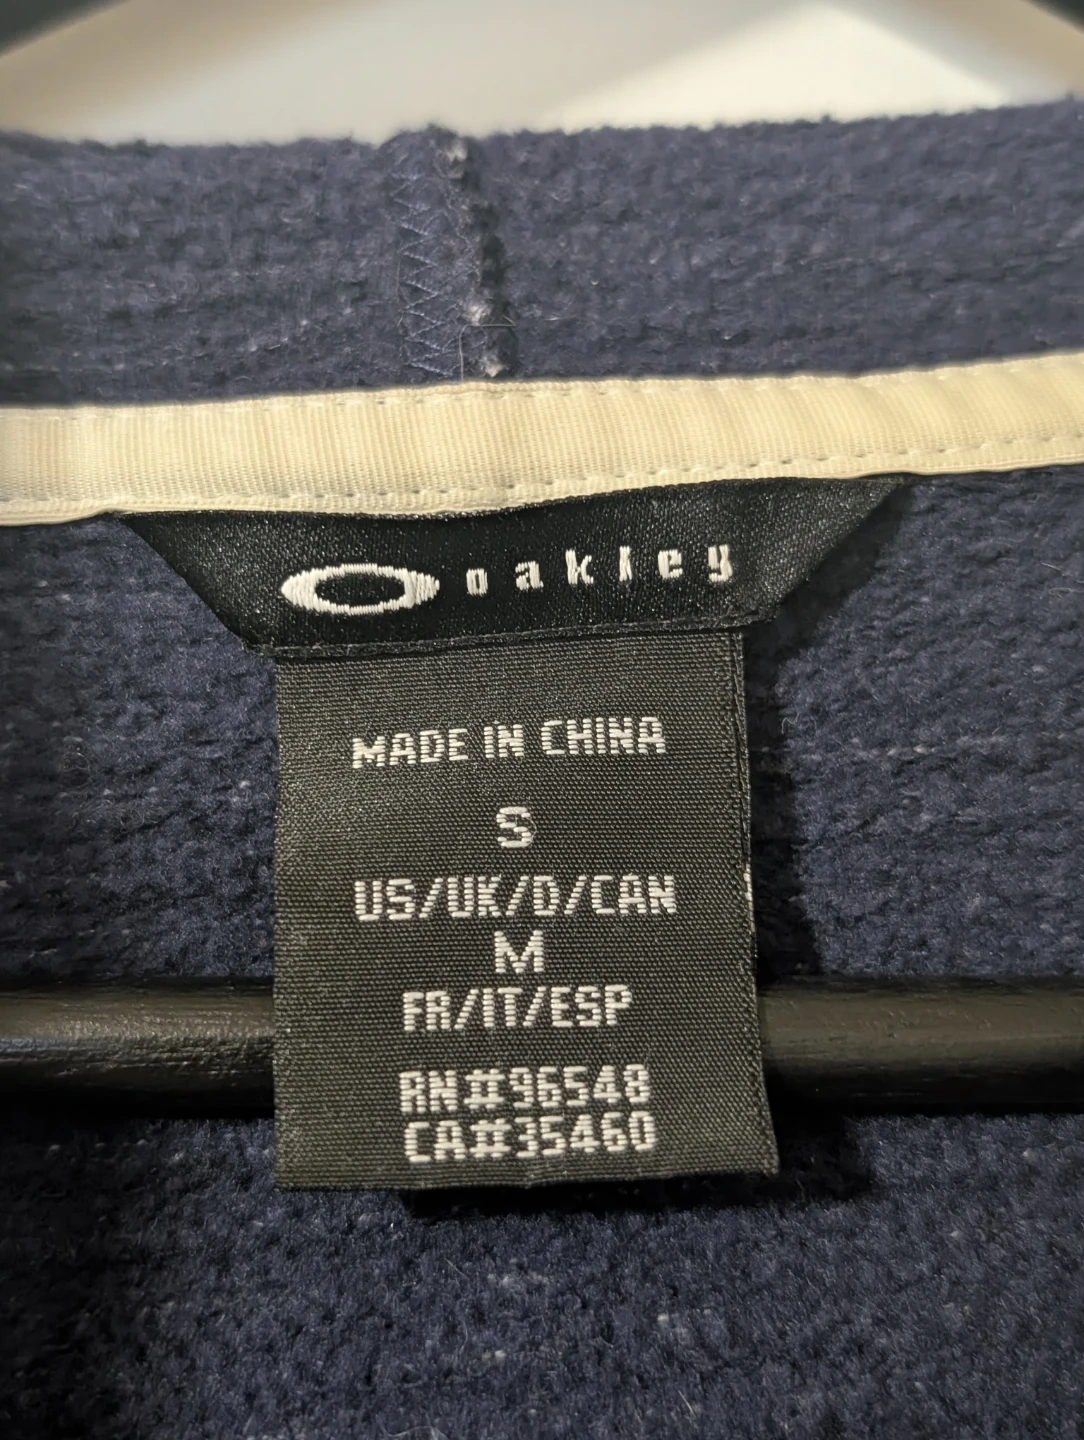 oakley
MADE IN CHINA
S
US/UK/D/CAN
M
FR/IT/ESP
RN#96548
CA#35460